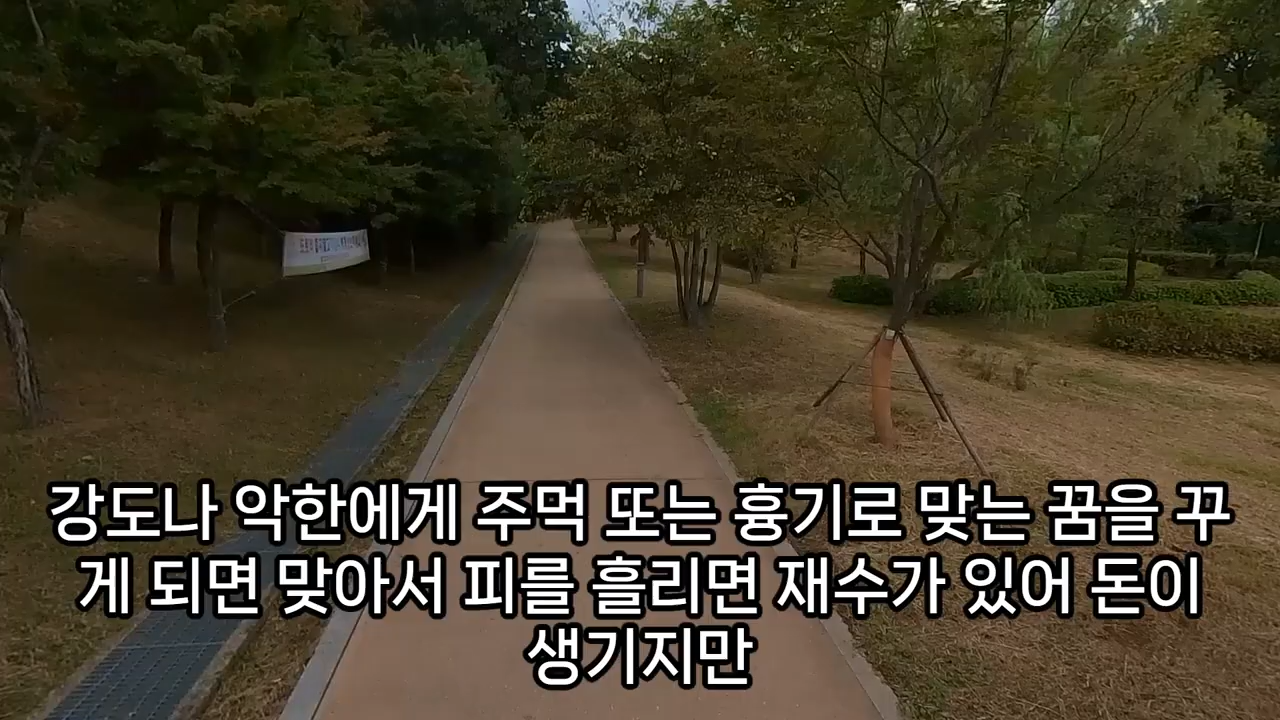 강도나 악한에게 주먹 또는 흉기로 맞는 꿈을 꾸
게 되면 맞아서 피를 흘리면 재수가 있어 돈이
생기지만